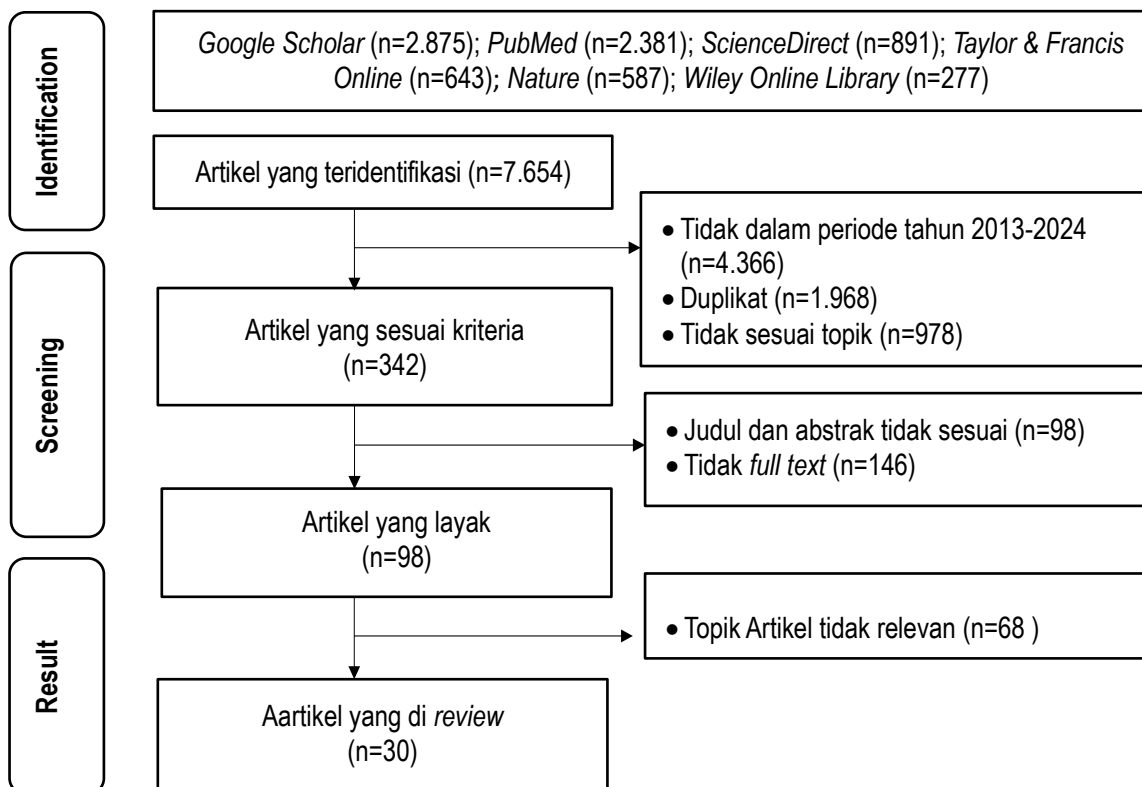 Identification
Google Scholar (n=2.875); PubMed (n=2.381); ScienceDirect (n=891); Taylor & Francis
Online (n=643); Nature (n=587); Wiley Online Library (n=277)
Artikel yang teridentifikasi (n=7.654)
• Tidak dalam periode tahun 2013-2024
(n=4.366)
• Duplikat (n=1.968)
• Tidak sesuai topik (n=978)
Screening
Artikel yang sesuai kriteria
(n=342)
• Judul dan abstrak tidak sesuai (n=98)
• Tidak full text (n=146)
Artikel yang layak
(n=98)
Result
• Topik Artikel tidak relevan (n=68 )
Aartikel yang di review
(n=30)